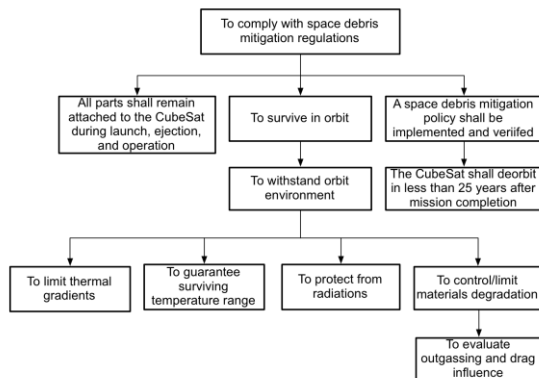 To comply with space debris
mitigation regulations
All parts shall remain
attached to the CubeSat
during launch, ejection,
and operation
To survive in orbit
A space debris mitigation
policy shall be
implemented and veriifed
To withstand orbit
environment
The CubeSat shall deorbit
in less than 25 years after
mission completion
To limit thermal
gradients
To guarantee
surviving
temperature range
To protect from
radiations
To control/limit
materials degradation
To evaluate
outgassing and drag
influence